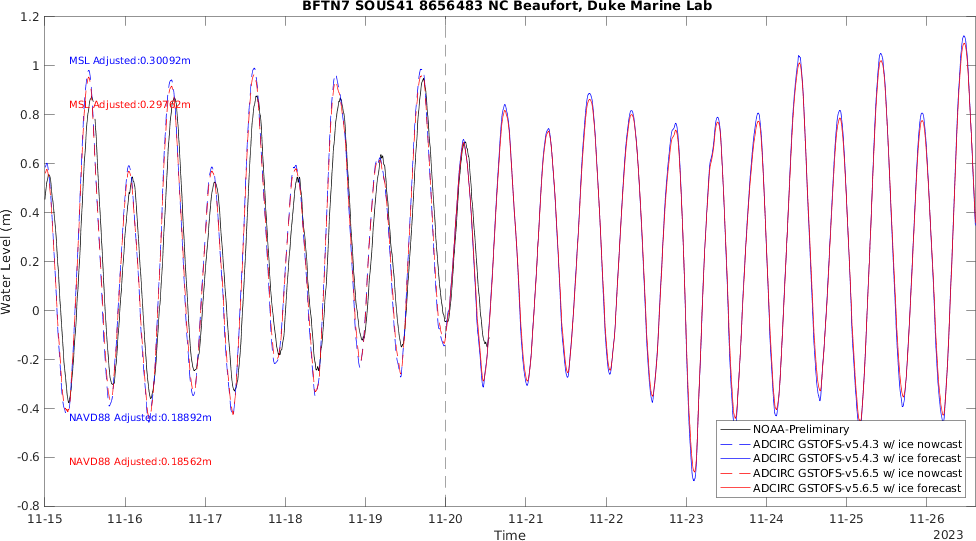 BFTN7 SOUS41 8656483 NC Beaufort, Duke Marine Lab
Water Level (m)
1.2
1
0.8
0.6
0.4
0.2
0
-0.2
-0.4
-0.6
-0.8
MSL Adjusted:0.30092m
MSL Adjusted:0.29762m
NAVD88 Adjusted:0.18892m
NAVD88 Adjusted:0.18562m
NOAA-Preliminary
ADCIRC GSTOFS-v5.4.3 w/ ice nowcast
ADCIRC GSTOFS-v5.4.3 w/ ice forecast
ADCIRC GSTOFS-v5.6.5 w/ ice nowcast
ADCIRC GSTOFS-v5.6.5 w/ ice forecast
11-15 11-16 11-17 11-18 11-19 11-20 11-21 11-22 11-23 11-24 11-25 11-26
Time
2023